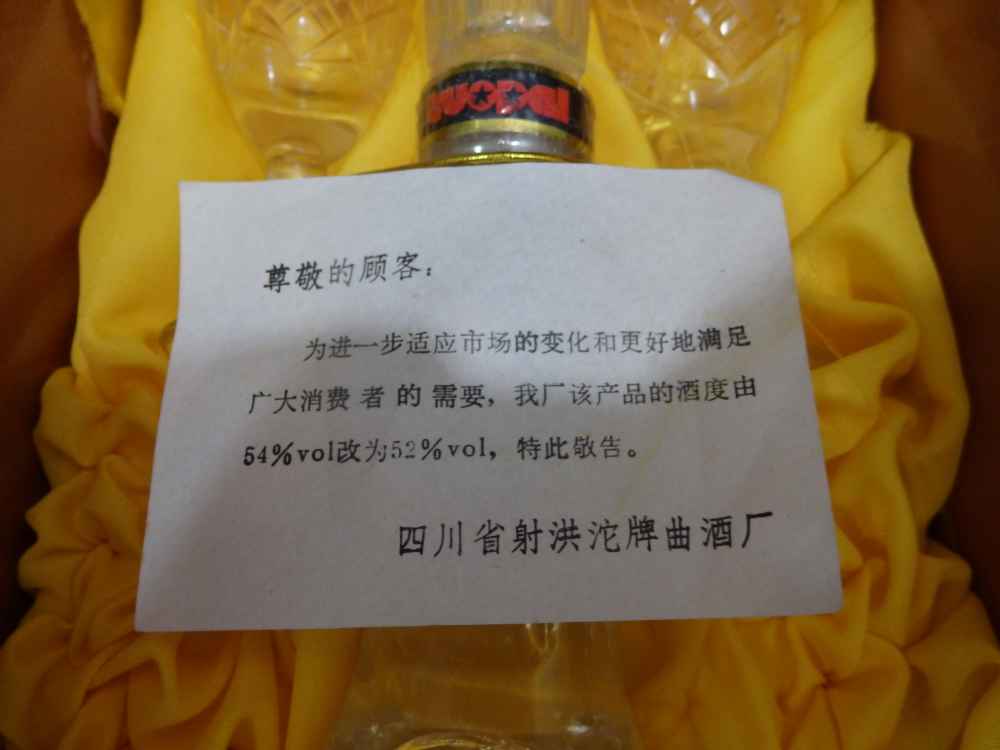 TUOPAI
尊敬的顾客：
为进一步适应市场的变化和更好地满足
广大消费者的需要，我厂该产品的酒度由
54%vol改为52%vol，特此敬告。
四川省射洪沱牌曲酒厂